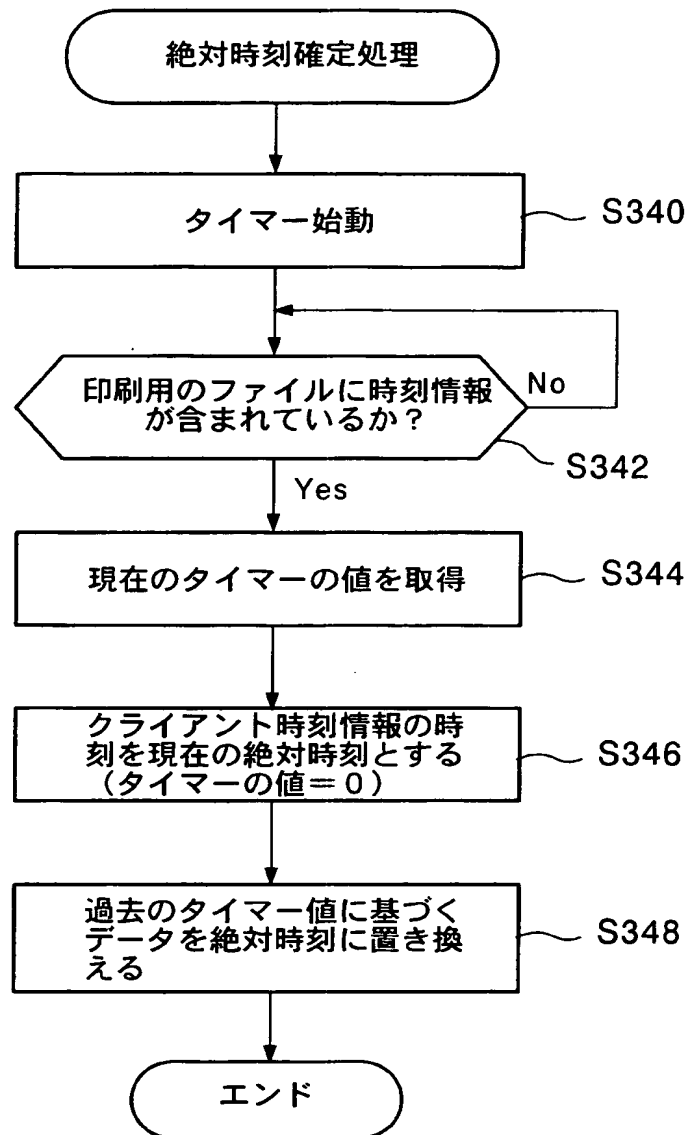 絶対時刻確定処理
タイマー始動
S340
印刷用のファイルに時刻情報
が含まれているか？
No
S342
Yes
現在のタイマーの値を取得
S344
クライアント時刻情報の時
刻を現在の絶対時刻とする
（タイマーの値＝０）
S346
過去のタイマー値に基づく
データを絶対時刻に置き換
える
S348
エンド